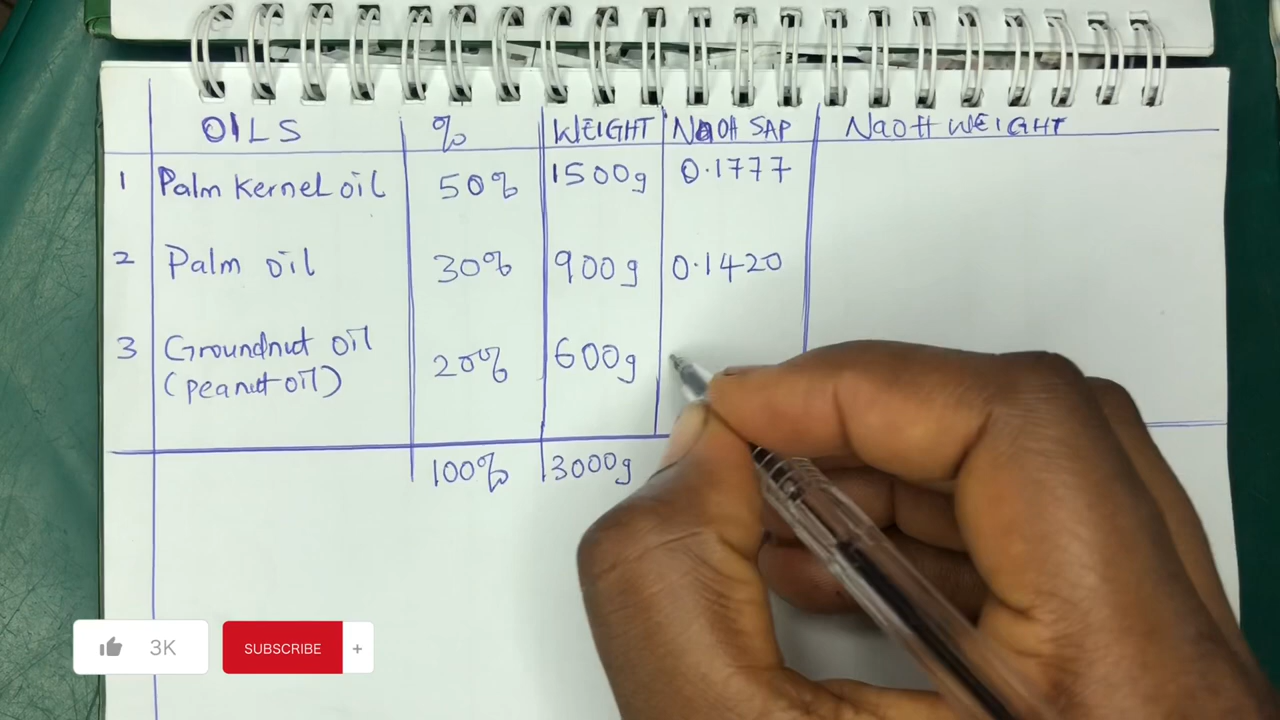 OILS % WEIGHT NaOH SAP NaOH WEIGHT
1 Palm Kernel oil 50% 1500g 0.1777
2 Palm oil 30% 900g 0.1420
3 Groundnut oil 20% 600g
(peanut oil)
100% 3000g
3K SUBSCRIBE +